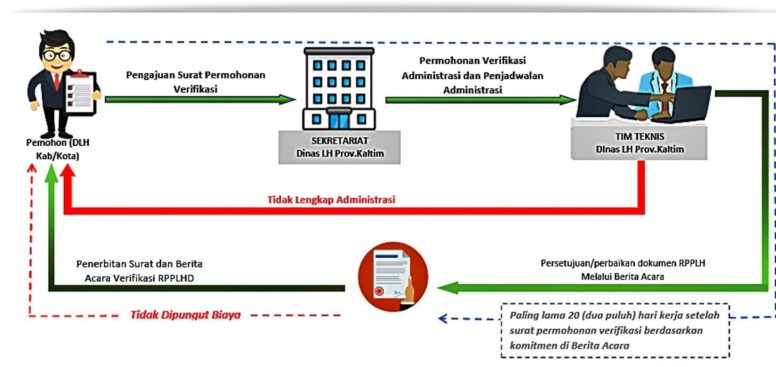 Pengajuan Surat Permohonan
Verifikasi
Permohonan Verifikasi
Administrasi dan Penjadwalan
Administrasi
Pemohon (DLH
Kab/Kota)
SEKRETARIAT
Dinas LH Prov.Kaltim
TIM TEKNIS
Dinas LH Prov.Kaltim
Tidak Lengkap Administrasi
Penerbitan Surat dan Berita
Acara Verifikasi RPPLHD
Persetujuan/perbaikan dokumen RPPLH
Melalui Berita Acara
Tidak Dipungut Biaya
Paling lama 20 (dua puluh) hari kerja setelah
surat permohonan verifikasi berdasarkan
komitmen di Berita Acara